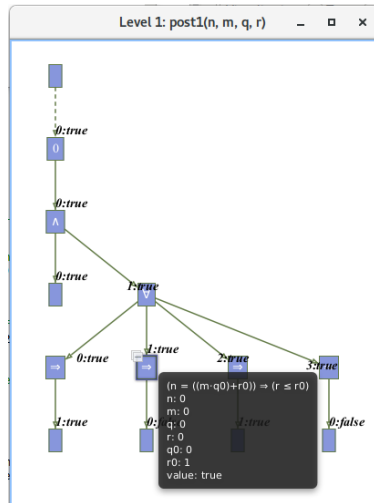 Level 1: post1(n, m, q, r)
0:true
0
0:true
∧
0:true
1:true
∀
0:true
1:true
2:true
3:true
⇒
⇒
⇒
⇒
(n = ((m·q0)+r0)) ⇒ (r ≤ r0)
n: 0
m: 0
q: 0
r: 0
q0: 0
r0: 1
value: true
1:true
1:true
0:false